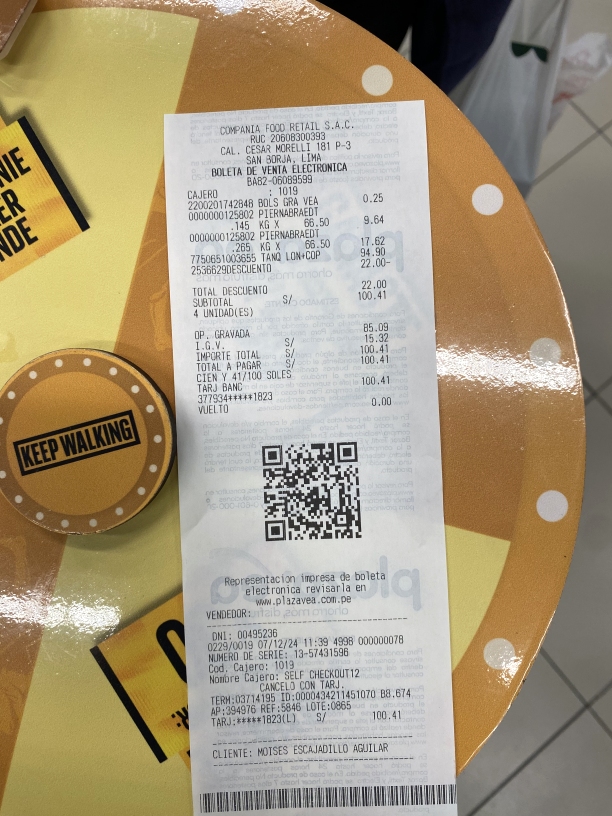 NIE
ER
NDE
KEEP WALKING
COMPANIA FOOD RETAIL S.A.C.
RUC 20608300393
CAL. CESAR MORELLI 181 P-3
SAN BORJA, LIMA
BOLETA DE VENTA ELECTRONICA
BA82-06089599
CAJERO : 1019
2200201742848 BOLS GRA VEA 0.25
0000000125802 PIERNABRAEDT
.145 KG X 66.50 9.64
0000000125802 PIERNABRAEDT
.265 KG X 66.50 17.62
7750651003655 TANQ LON+COP 94.90
2536629DESCUENTO 22.00-
TOTAL DESCUENTO 22.00
SUBTOTAL S/ 100.41
4 UNIDAD(ES)
OP. GRAVADA 85.09
I.G.V. S/ 15.32
IMPORTE TOTAL S/ 100.41
TOTAL A PAGAR S/ 100.41
CIEN Y 41/100 SOLES
TARJ BANC 100.41
377934*****1823
VUELTO 0.00
Representacion impresa de boleta
electronica revisarla en
www.plazavea.com.pe
VENDEDOR:
DNI: 00495236
0229/0019 07/12/24 11:39 4998 000000078
NUMERO DE SERIE: 13-57431596
Cod. Cajero: 1019
Nombre Cajero: SELF CHECKOUT12
CANCELO CON TARJ.
TERM:03714195 ID:0000434211451070 B8.674
AP:394976 REF:5846 LOTE:0865
TARJ:*****1823(L) S/ 100.41
CLIENTE: MOISES ESCAJADILLO AGUILAR